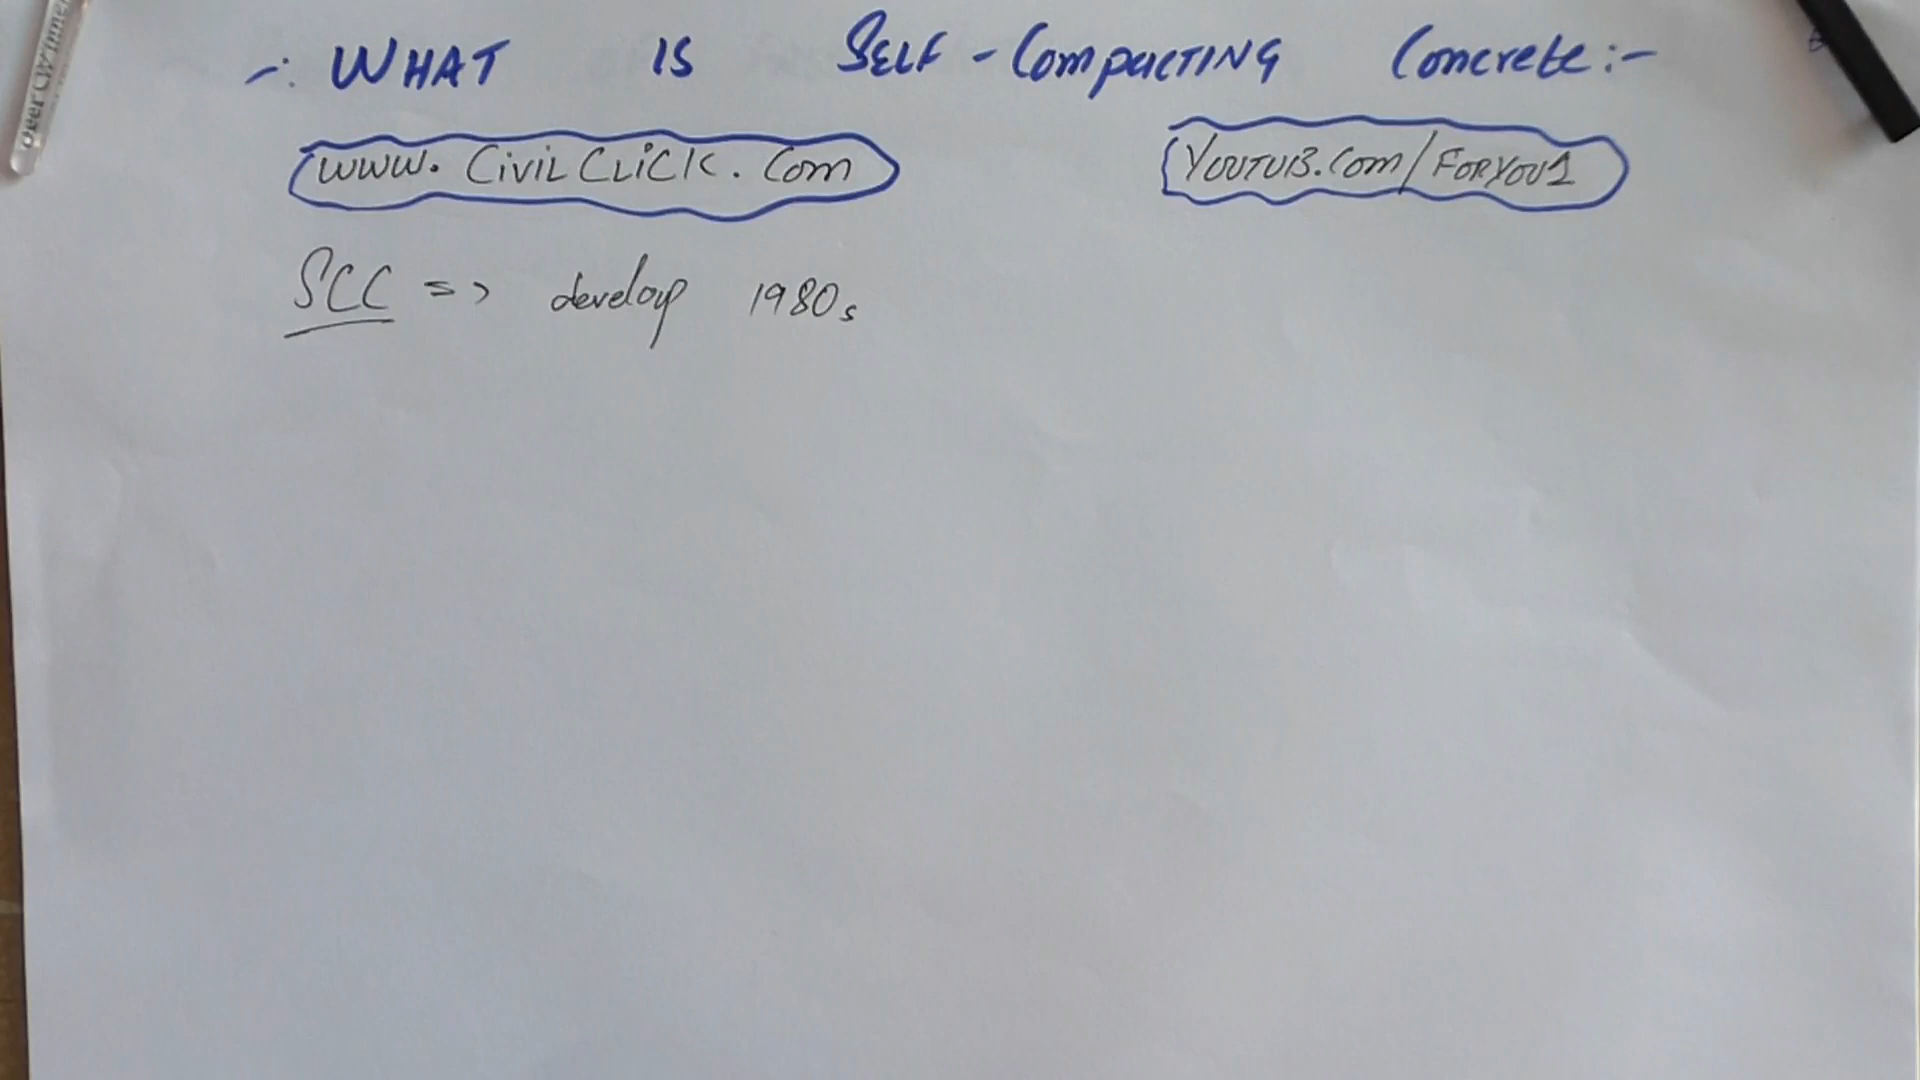 -: WHAT IS SELF-COMPACTING CONCRETE:-
WWW.CIVILCLICK.COM YOUTUB.COM/FORYOU1
SCC => develop 1980s